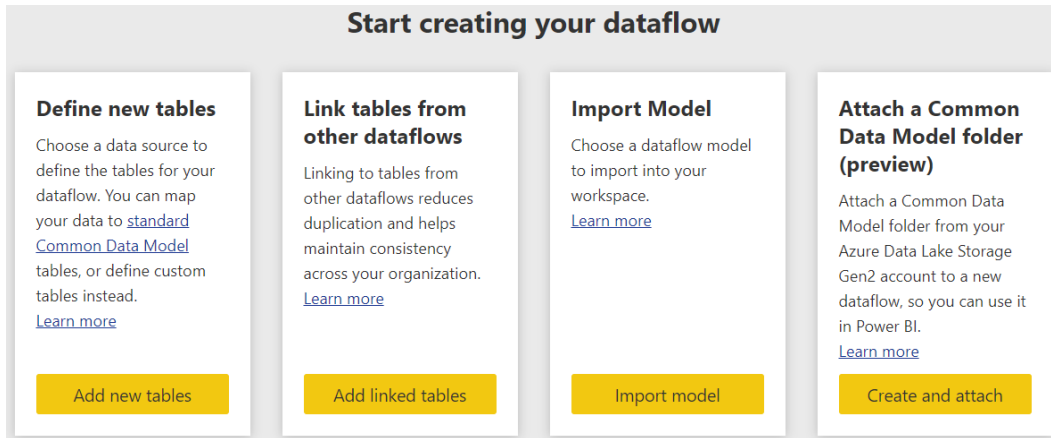 Start creating your dataflow
Define new tables
Choose a data source to
define the tables for your
dataflow. You can map
your data to standard
Common Data Model
tables, or define custom
tables instead.
Learn more
Add new tables
Link tables from
other dataflows
Linking to tables from
other dataflows reduces
duplication and helps
maintain consistency
across your organization.
Learn more
Add linked tables
Import Model
Choose a dataflow model
to import into your
workspace.
Learn more
Import model
Attach a Common
Data Model folder
(preview)
Attach a Common Data
Model folder from your
Azure Data Lake Storage
Gen2 account to a new
dataflow, so you can use it
in Power BI.
Learn more
Create and attach